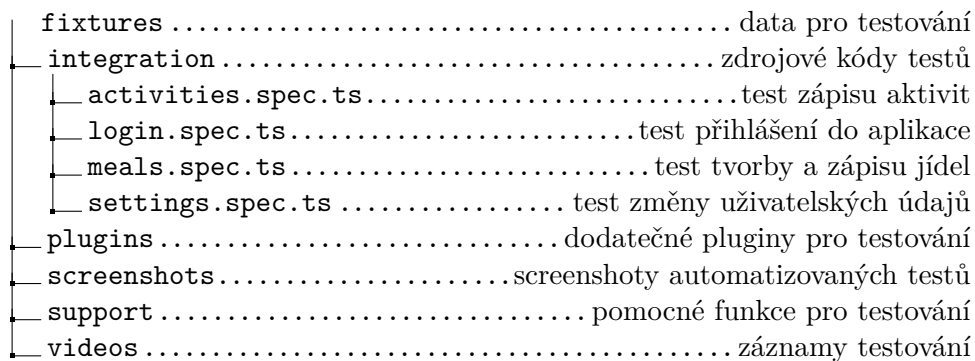 fixtures ........................................ data pro testování
integration ..................................... zdrojové kódy testů
activities.spec.ts ............................ test zápisu aktivit
login.spec.ts .......................... test přihlášení do aplikace
meals.spec.ts ............................ test tvorby a zápisu jídel
settings.spec.ts ................. test změny uživatelských údajů
plugins .............................. dodatečné pluginy pro testování
screenshots ...................... screenshoty automatizovaných testů
support ................................ pomocné funkce pro testování
videos ............................................ záznamy testování